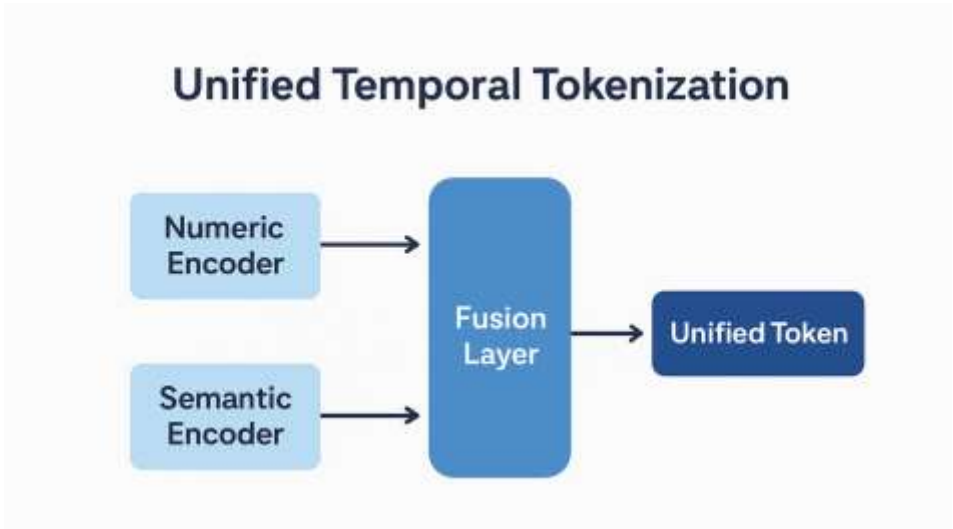 Unified Temporal Tokenization
Numeric
Encoder
Semantic
Encoder
Fusion
Layer
Unified Token